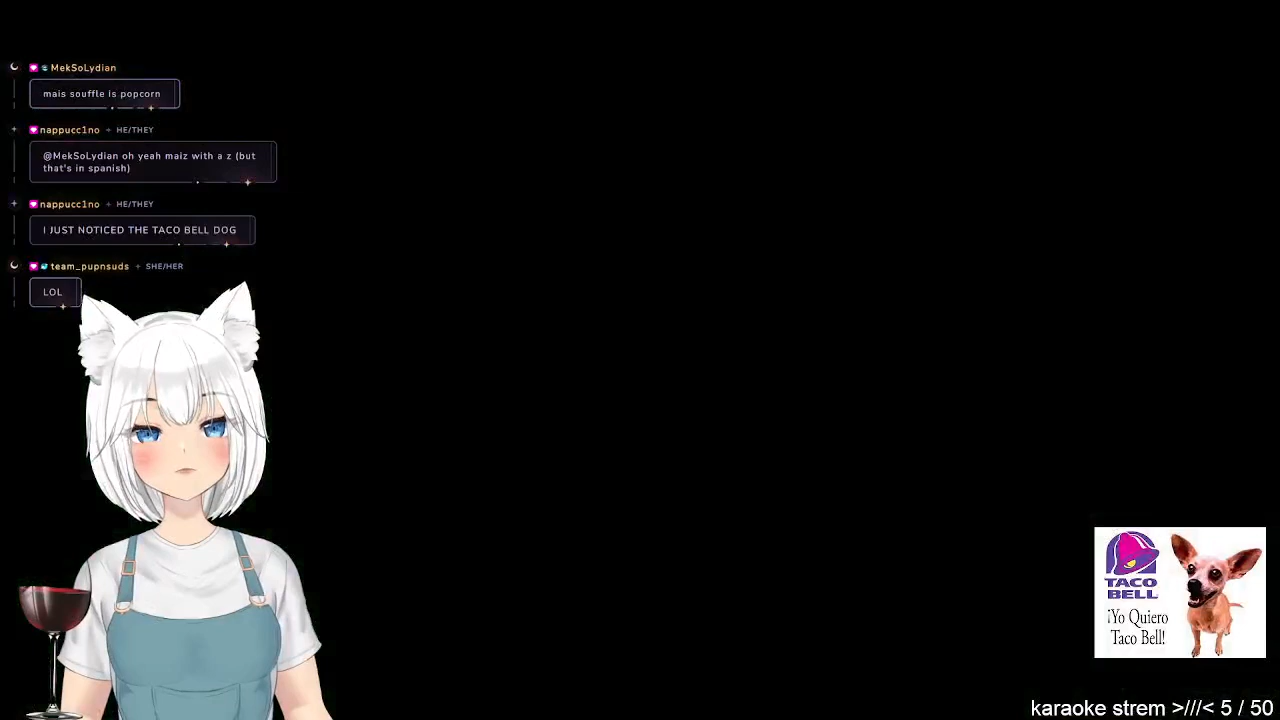 MekSoLydian
mais souffle is popcorn
nappucc1no + HE/THEY
@MekSoLydian oh yeah maiz with a z (but
that's in spanish)
nappucc1no + HE/THEY
I JUST NOTICED THE TACO BELL DOG
team_pupnsuds + SHE/HER
LOL
TACO
BELL
¡Yo Quiero
Taco Bell!
karaoke strem >///< 5 / 50